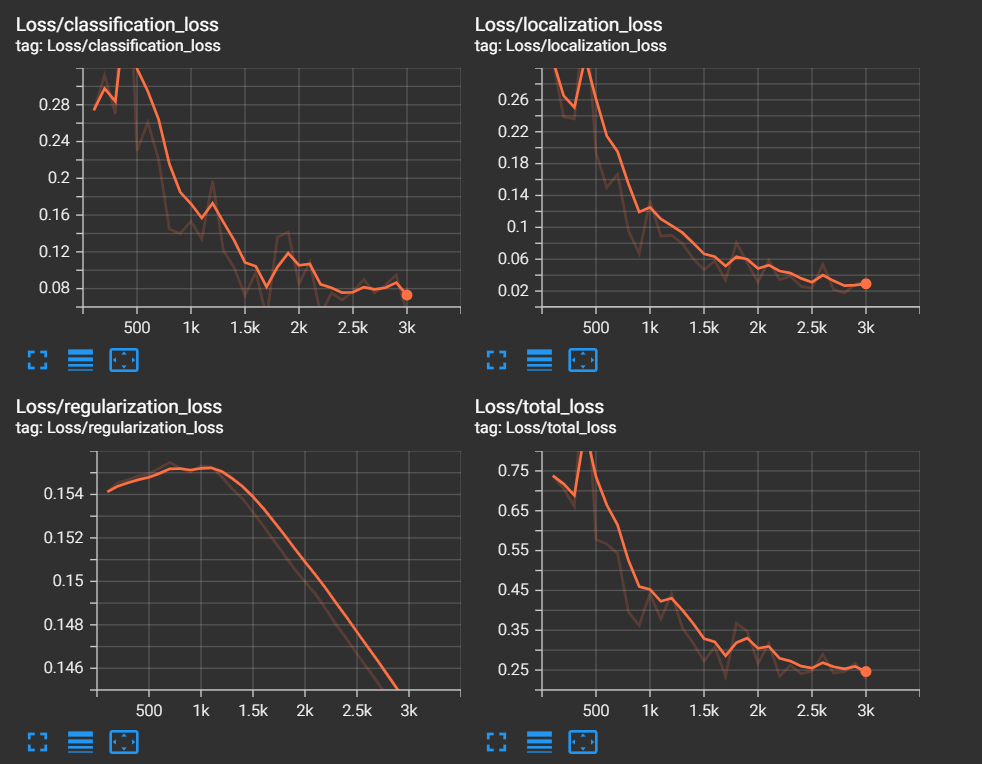 Loss/classification_loss
tag: Loss/classification_loss
0.28
0.24
0.2
0.16
0.12
0.08
500 1k 1.5k 2k 2.5k 3k
Loss/localization_loss
tag: Loss/localization_loss
0.26
0.22
0.18
0.14
0.1
0.06
0.02
500 1k 1.5k 2k 2.5k 3k
Loss/regularization_loss
tag: Loss/regularization_loss
0.154
0.152
0.15
0.148
0.146
500 1k 1.5k 2k 2.5k 3k
Loss/total_loss
tag: Loss/total_loss
0.75
0.65
0.55
0.45
0.35
0.25
500 1k 1.5k 2k 2.5k 3k